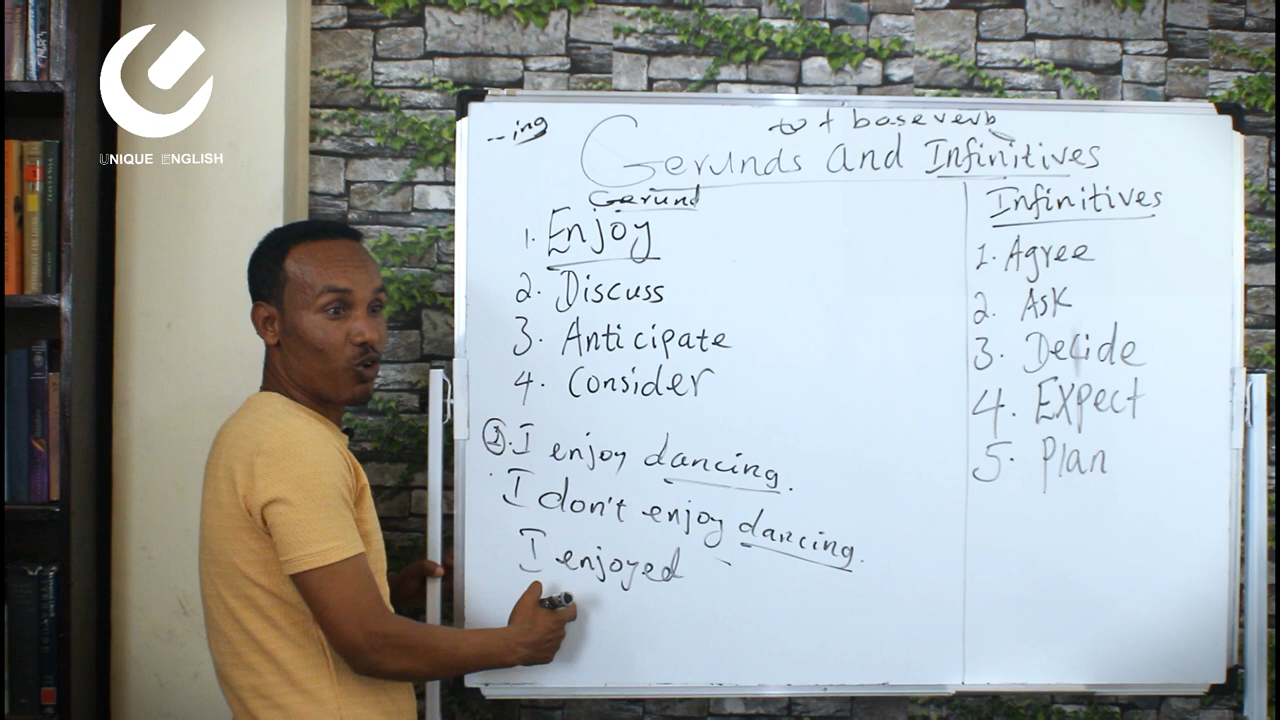 UNIQUE ENGLISH
-- ing
to + base verb
Gerunds and Infinitives
Gerund
1. Enjoy
2. Discuss
3. Anticipate
4. Consider
①. I enjoy dancing.
I don't enjoy dancing.
I enjoyed
Infinitives
1. Agree
2. Ask
3. Decide
4. Expect
5. Plan